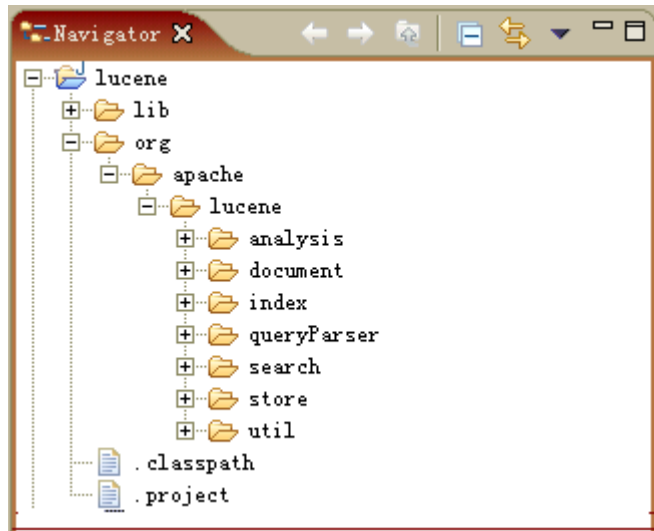 Navigator
lucene
lib
org
apache
lucene
analysis
document
index
queryParser
search
store
util
.classpath
.project